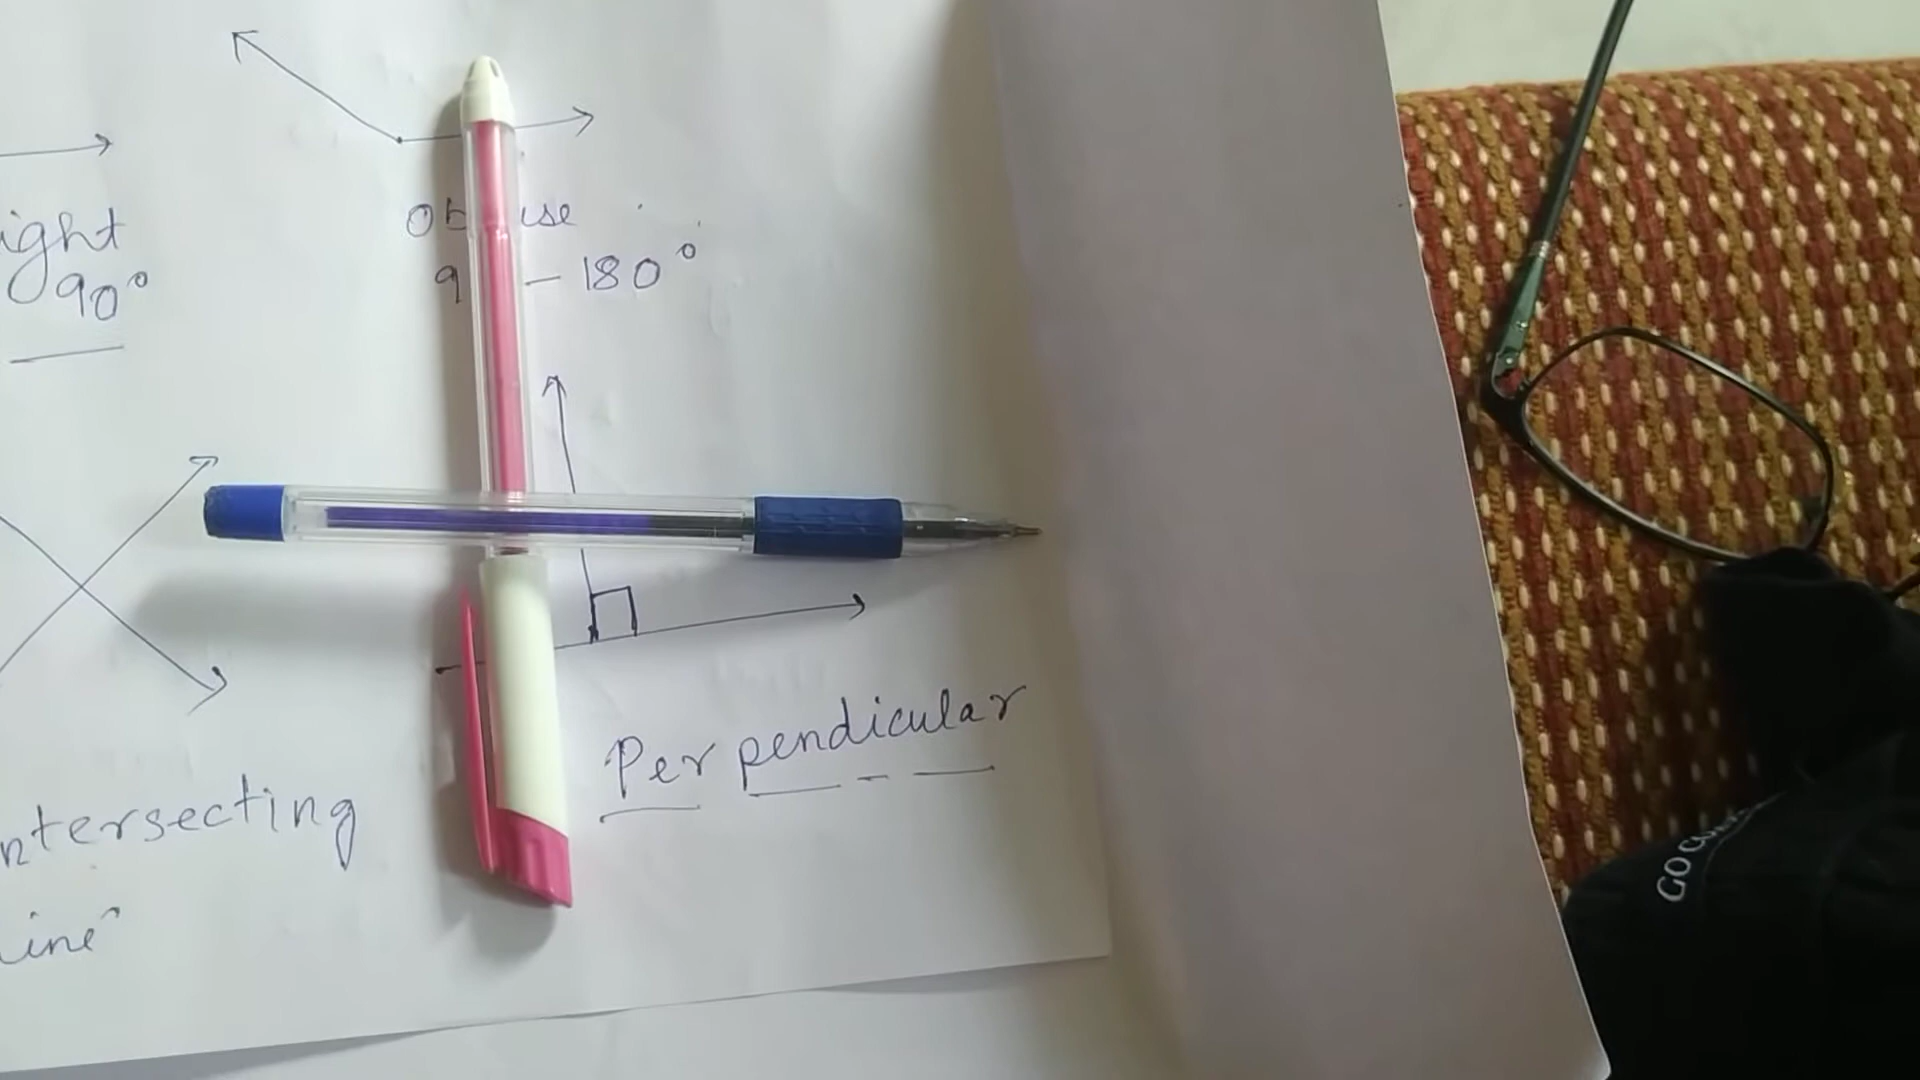 ight
90°
Ob use
9 — 180°
Perpendicular
ntersecting
ine